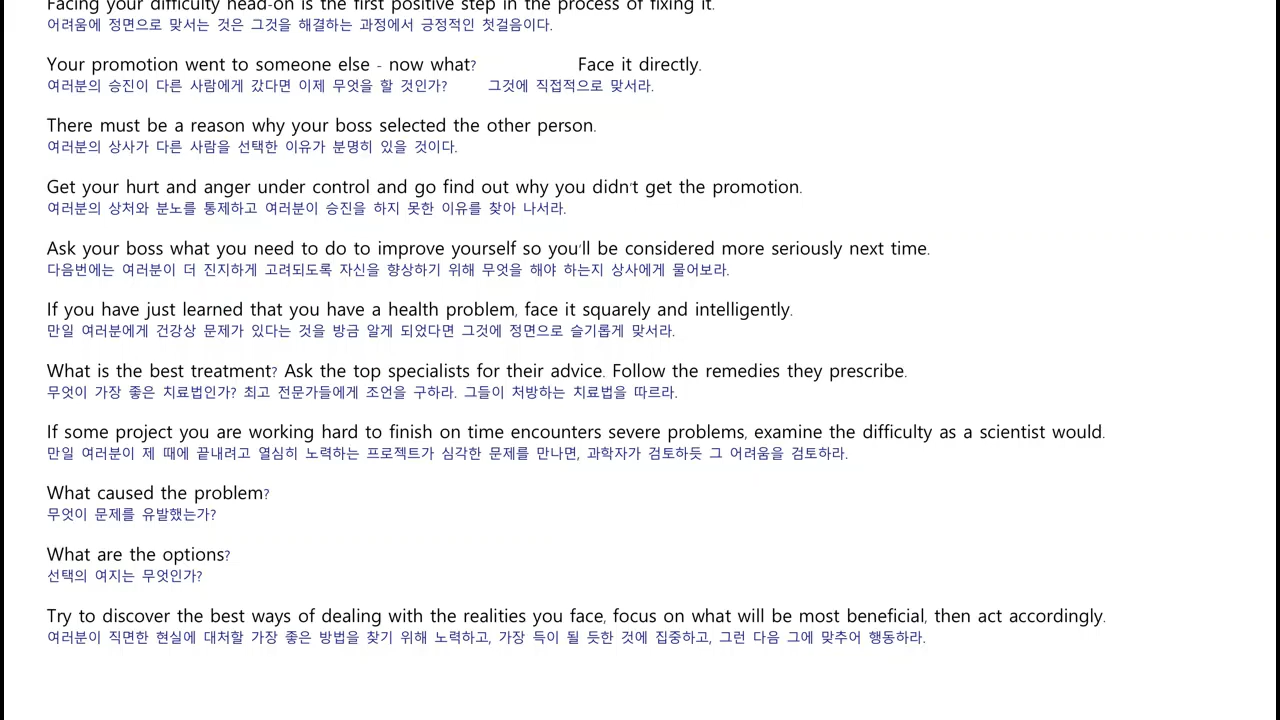 Facing your difficulty head-on is the first positive step in the process of fixing it.
어려움에 정면으로 맞서는 것은 그것을 해결하는 과정에서 긍정적인 첫걸음이다.
Your promotion went to someone else - now what? Face it directly.
여러분의 승진이 다른 사람에게 갔다면 이제 무엇을 할 것인가? 그것에 직접적으로 맞서라.
There must be a reason why your boss selected the other person.
여러분의 상사가 다른 사람을 선택한 이유가 분명히 있을 것이다.
Get your hurt and anger under control and go find out why you didn't get the promotion.
여러분의 상처와 분노를 통제하고 여러분이 승진을 하지 못한 이유를 찾아 나서라.
Ask your boss what you need to do to improve yourself so you'll be considered more seriously next time.
다음번에는 여러분이 더 진지하게 고려되도록 자신을 향상하기 위해 무엇을 해야 하는지 상사에게 물어보라.
If you have just learned that you have a health problem, face it squarely and intelligently.
만일 여러분에게 건강상 문제가 있다는 것을 방금 알게 되었다면 그것에 정면으로 슬기롭게 맞서라.
What is the best treatment? Ask the top specialists for their advice. Follow the remedies they prescribe.
무엇이 가장 좋은 치료법인가? 최고 전문가들에게 조언을 구하라. 그들이 처방하는 치료법을 따르라.
If some project you are working hard to finish on time encounters severe problems, examine the difficulty as a scientist would.
만일 여러분이 제 때에 끝내려고 열심히 노력하는 프로젝트가 심각한 문제를 만나면, 과학자가 검토하듯 그 어려움을 검토하라.
What caused the problem?
무엇이 문제를 유발했는가?
What are the options?
선택의 여지는 무엇인가?
Try to discover the best ways of dealing with the realities you face, focus on what will be most beneficial, then act accordingly.
여러분이 직면한 현실에 대처할 가장 좋은 방법을 찾기 위해 노력하고, 가장 득이 될 듯한 것에 집중하고, 그런 다음 그에 맞추어 행동하라.